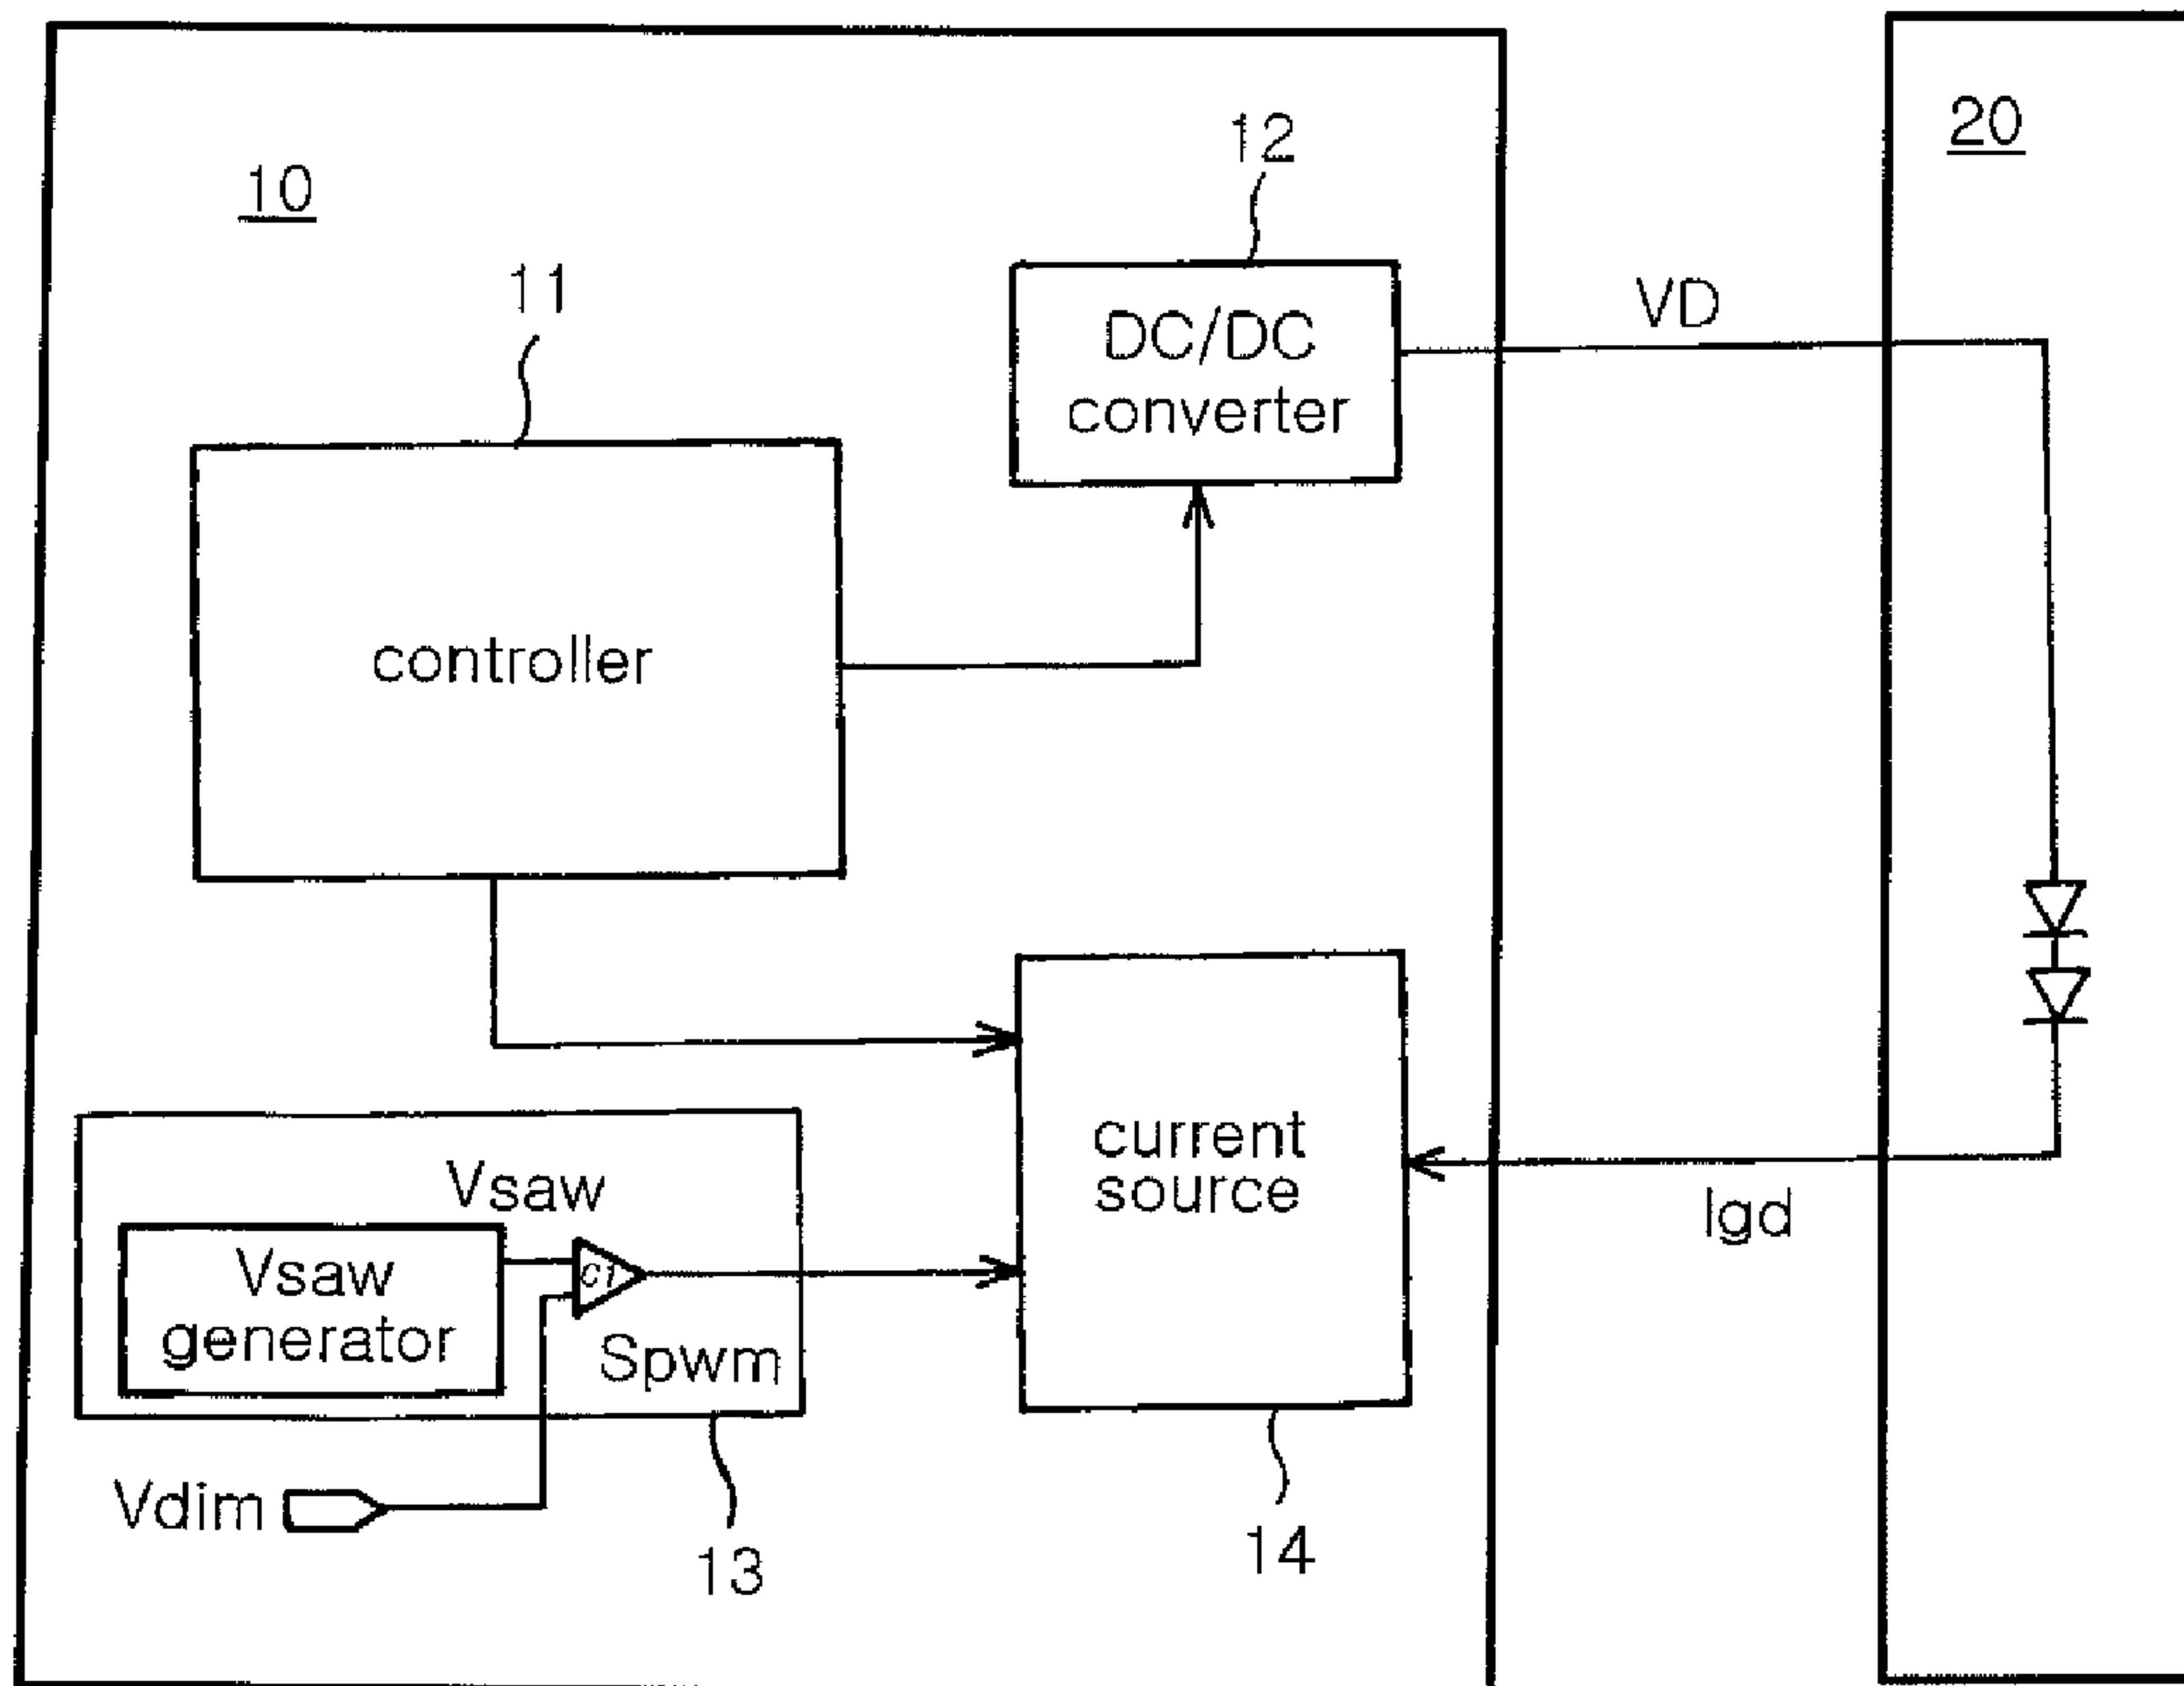 10
20
12
11
DC/DC
converter
VD
controller
current
source
Vsaw
Vsaw
generator
c1
Spwm
Igd
Vdim
13
14